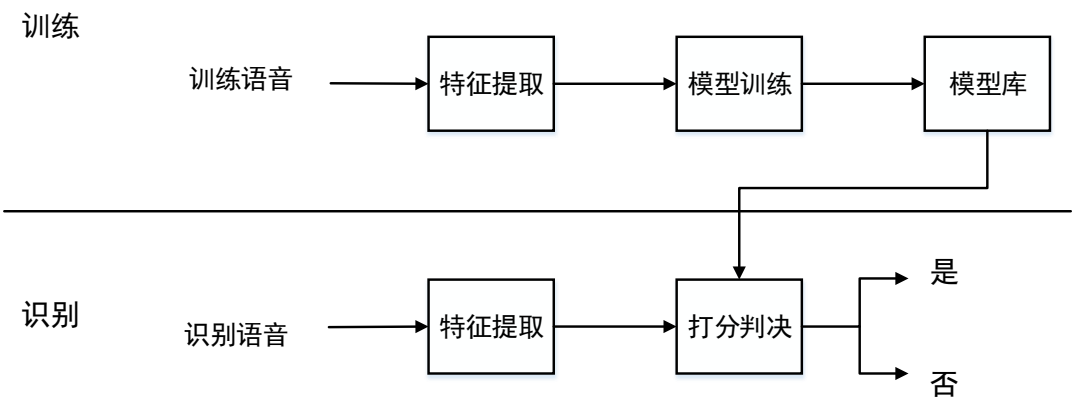 训练
训练语音
特征提取
模型训练
模型库
识别
识别语音
特征提取
打分判决
是
否